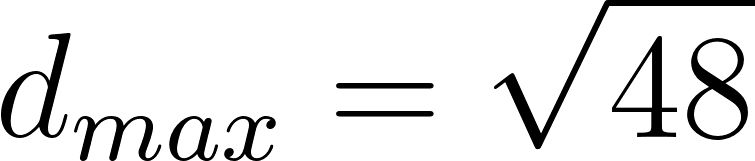 $d_{max} = \sqrt{48}$